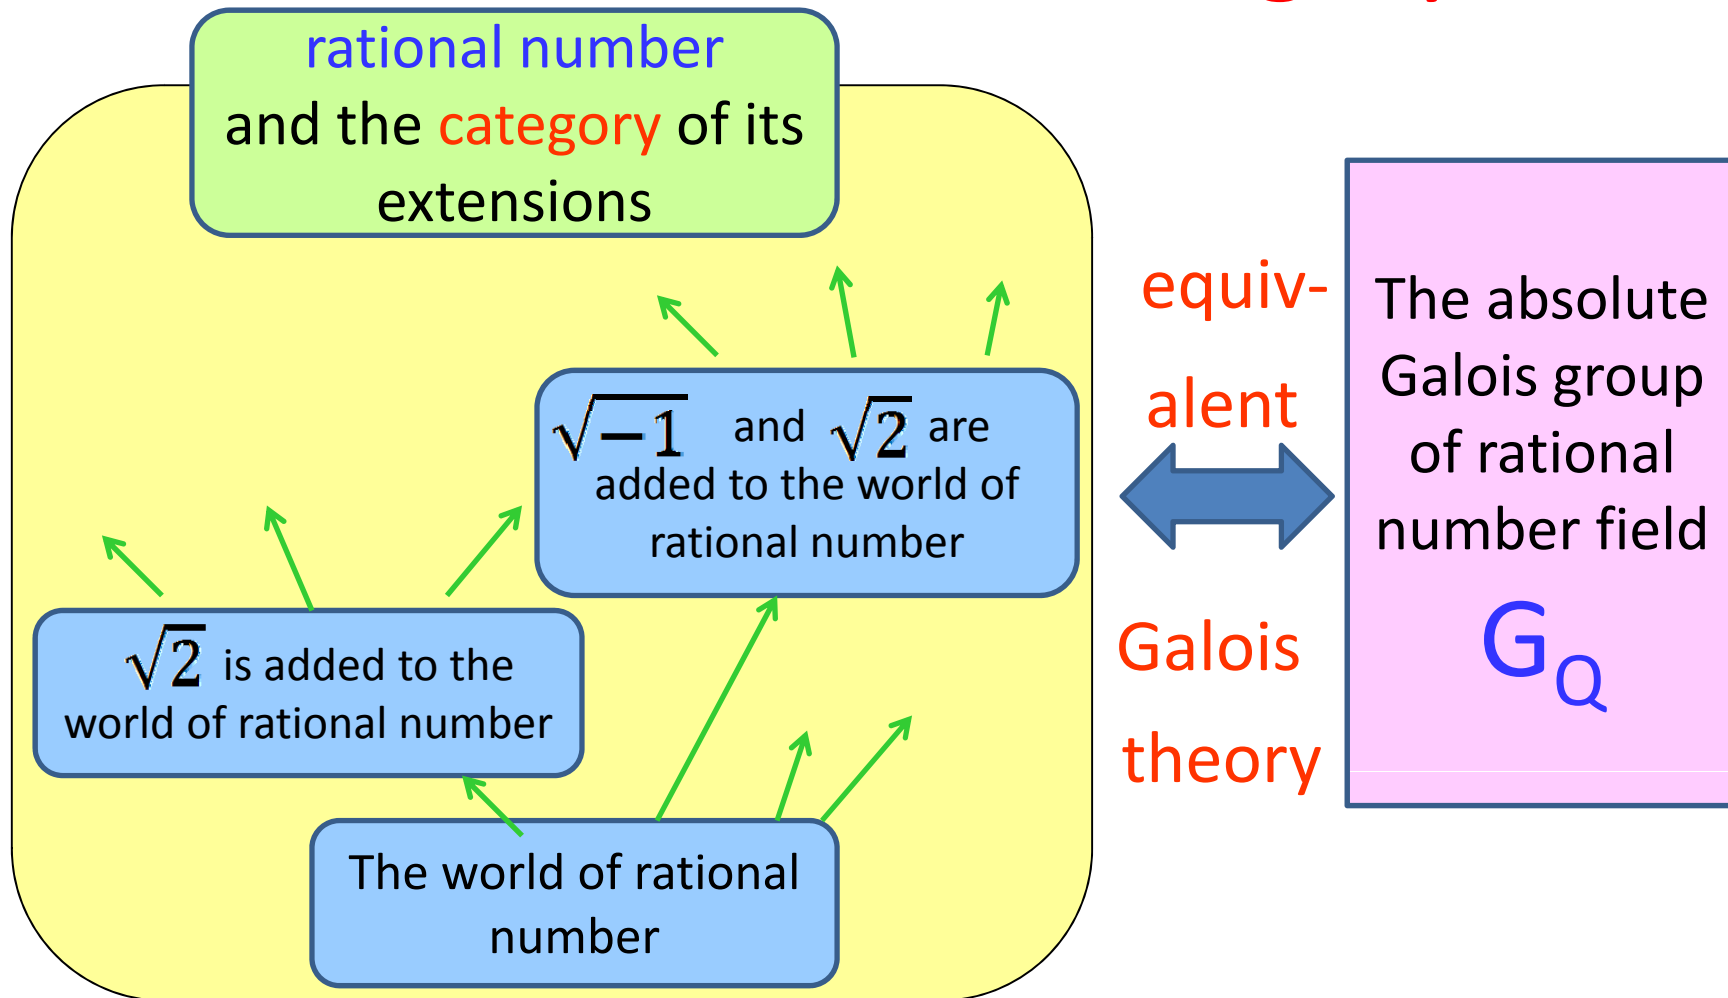 rational number
and the category of its
extensions
√−1 and √2 are
added to the world of
rational number
√2 is added to the
world of rational number
The world of rational
number
equiv-
alent
Galois
theory
The absolute
Galois group
of rational
number field
G_Q